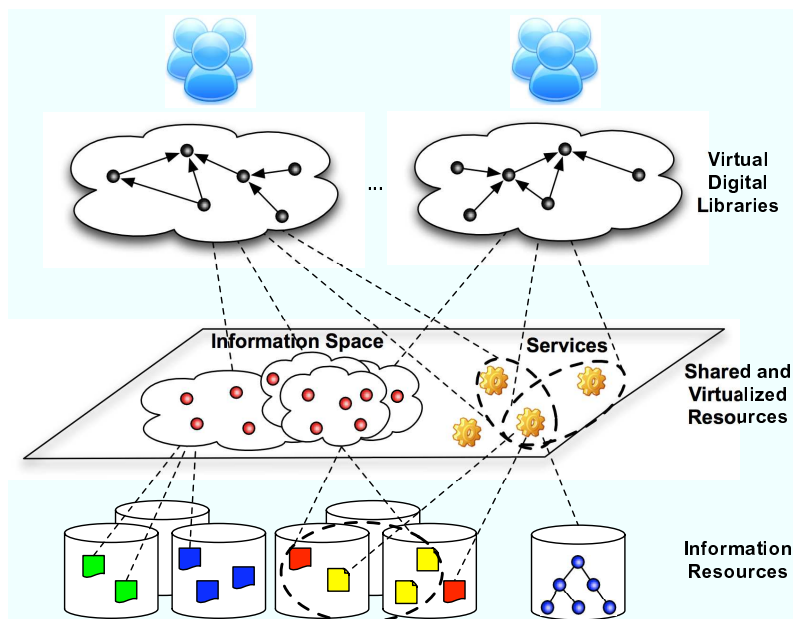 Virtual
Digital
Libraries
...
Information Space
Services
Shared and
Virtualized
Resources
Information
Resources